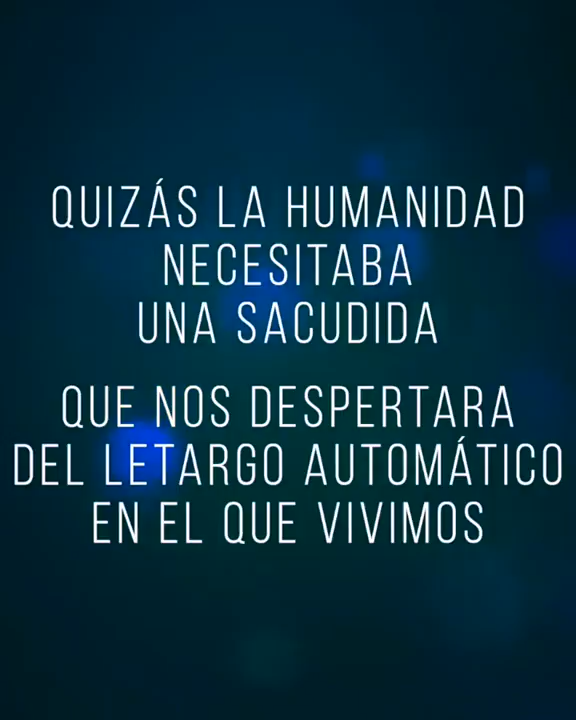 QUIZÁS LA HUMANIDAD
NECESITABA
UNA SACUDIDA
QUE NOS DESPERTARA
DEL LETARGO AUTOMÁTICO
EN EL QUE VIVIMOS